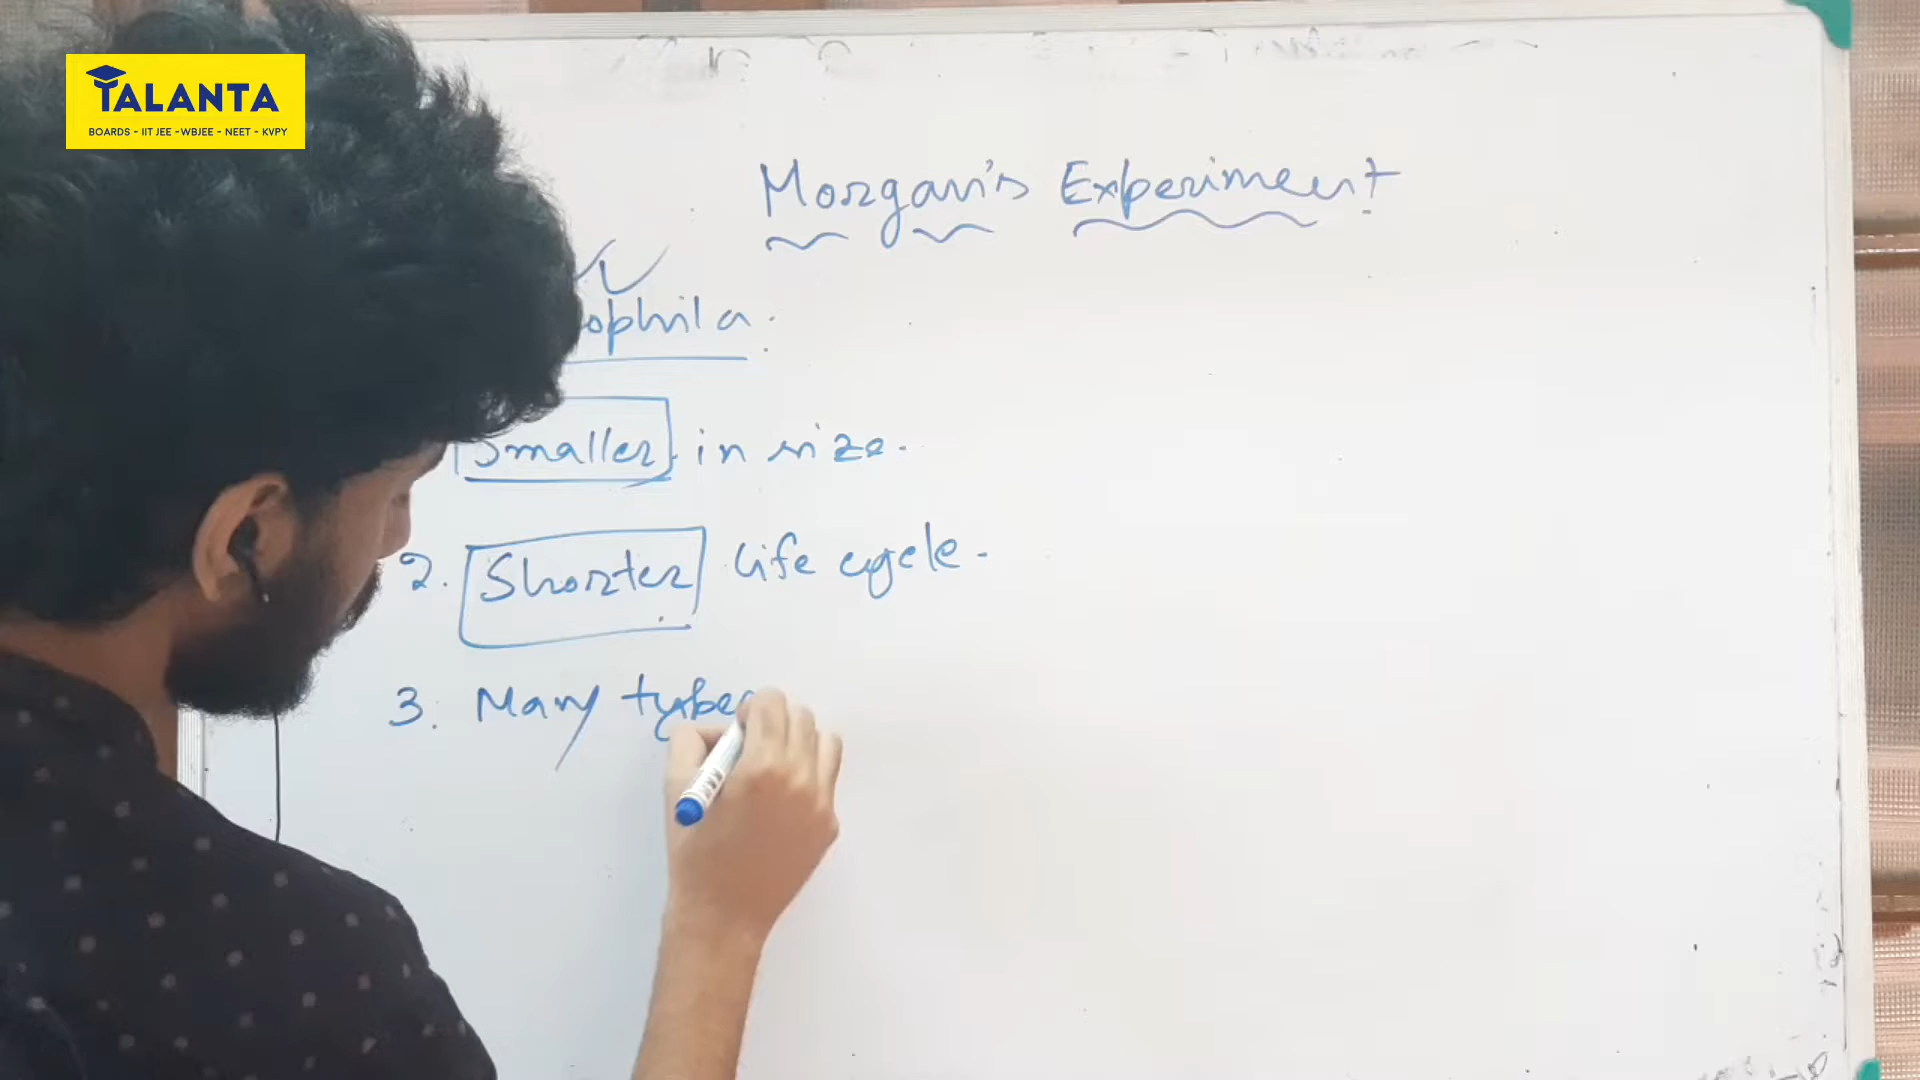 TALANTA
BOARDS - IIT JEE - WBJEE - NEET - KVPY
Morgan's Experiment
ophila.
Smaller in size.
2. Shorter life cycle.
3. Many type